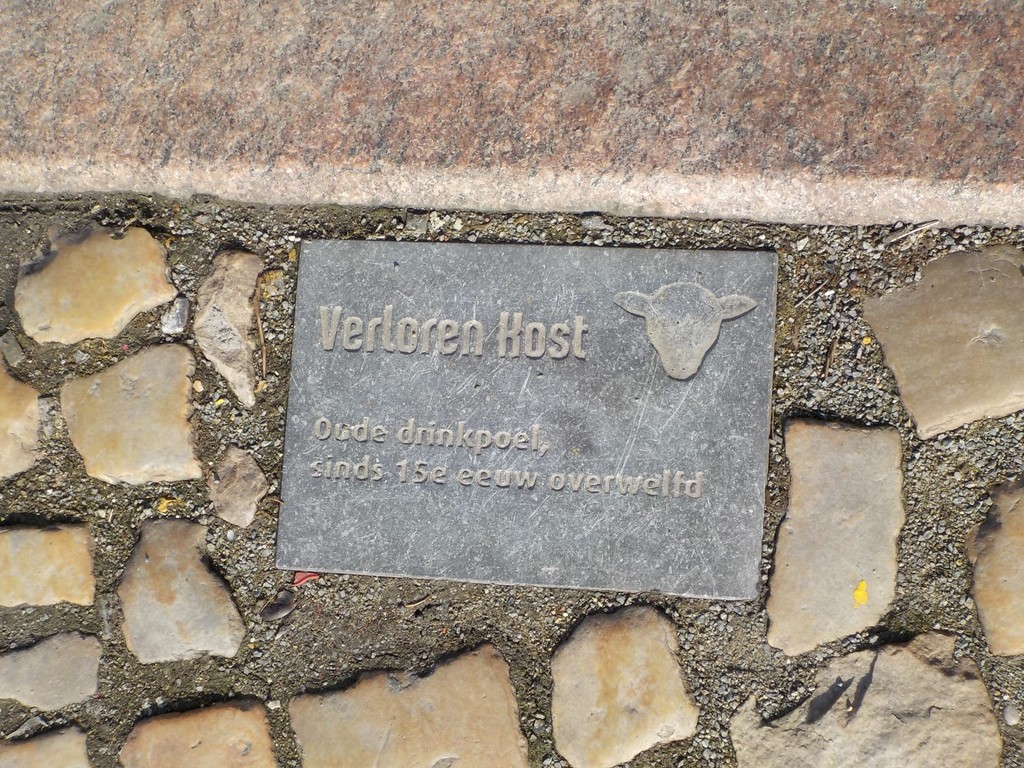 Verloren Kost
Oude drinkpoel,
sinds 15e eeuw overwelfd